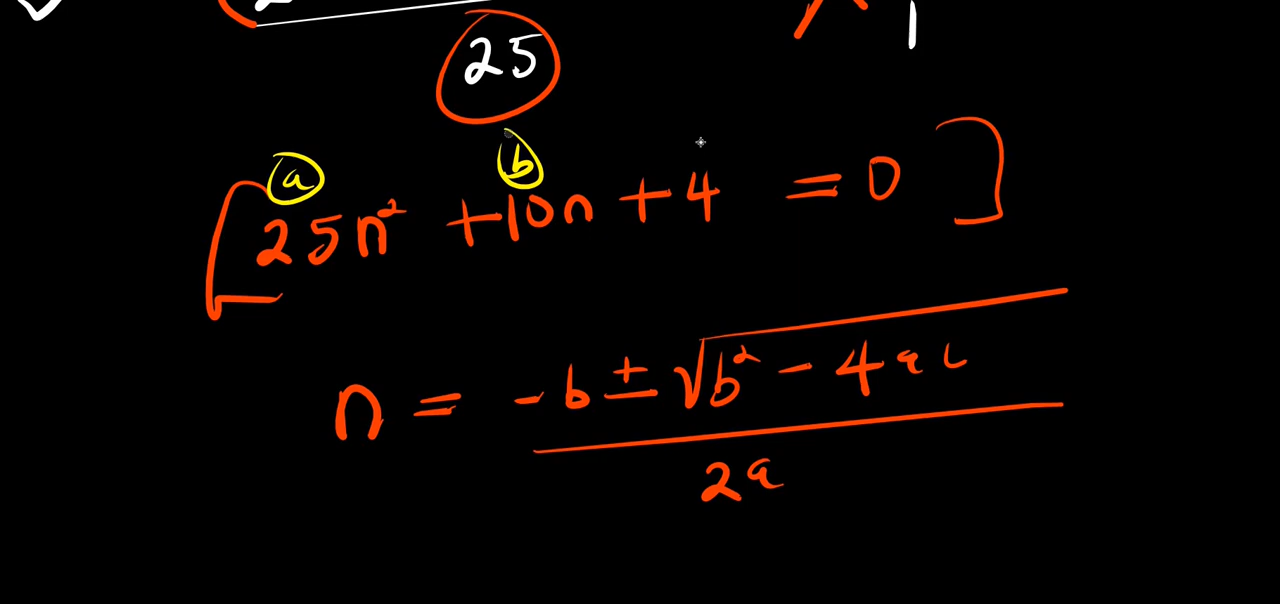 25
a b
[25n² +10n + 4 = 0]
n = -b ± √b² - 4ac
2a